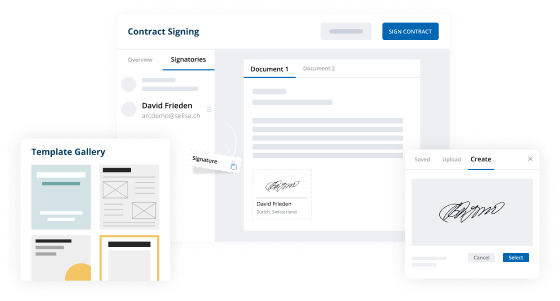 Contract Signing
SIGN CONTRACT
Overview
Signatories
David Frieden
arcdemo@selise.ch
Document 1
Document 2
Signature
David Frieden
Zurich, Switzerland
Template Gallery
Saved
Upload
Create
Cancel
Select